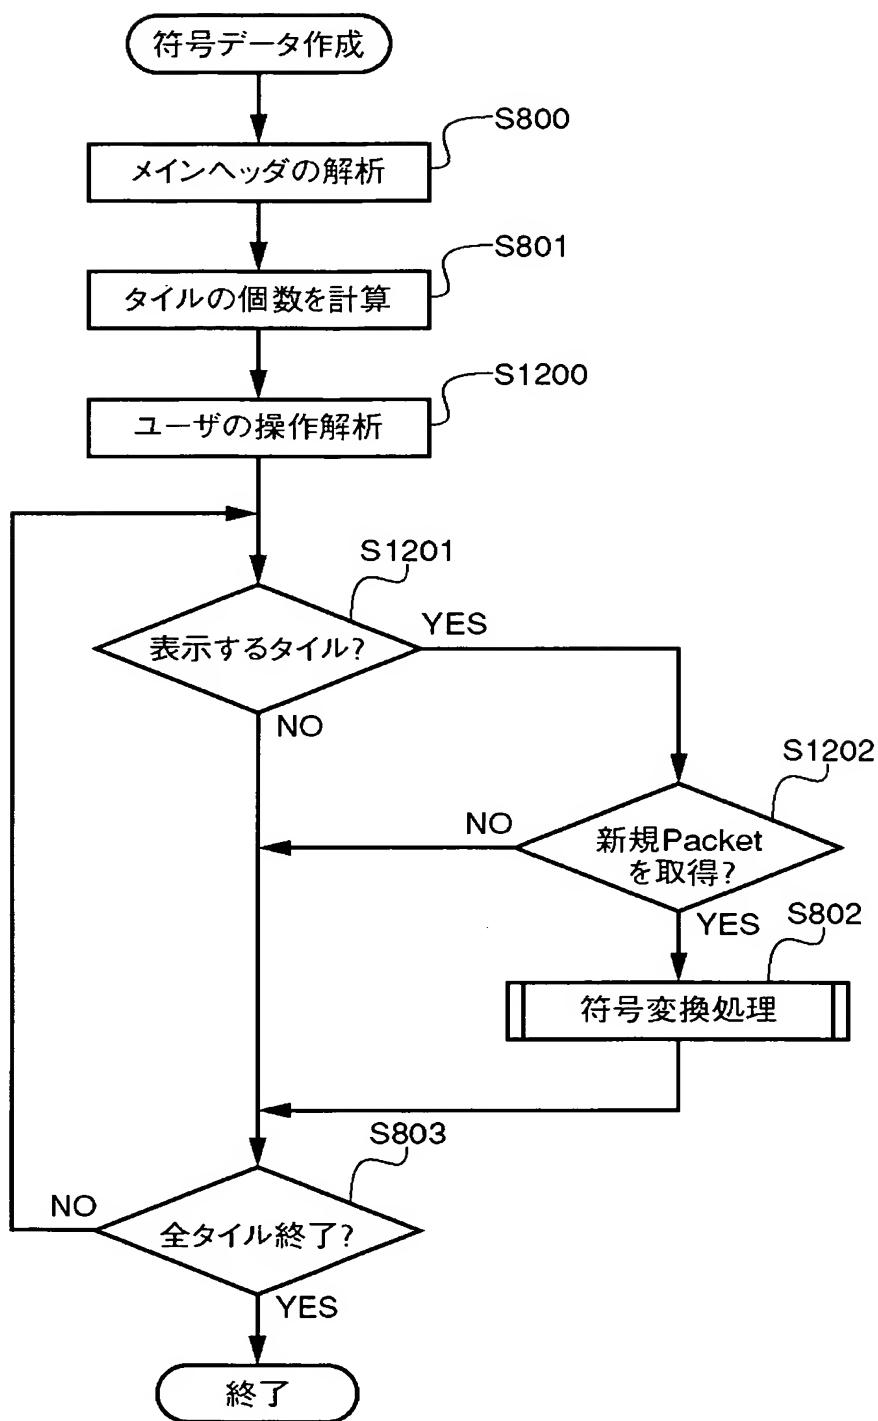 符号データ作成
S800
メインヘッダの解析
S801
タイルの個数を計算
S1200
ユーザの操作解析
S1201
表示するタイル?
YES
NO
S1202
新規Packet
を取得?
NO
YES
S802
符号変換処理
S803
全タイル終了?
NO
YES
終了